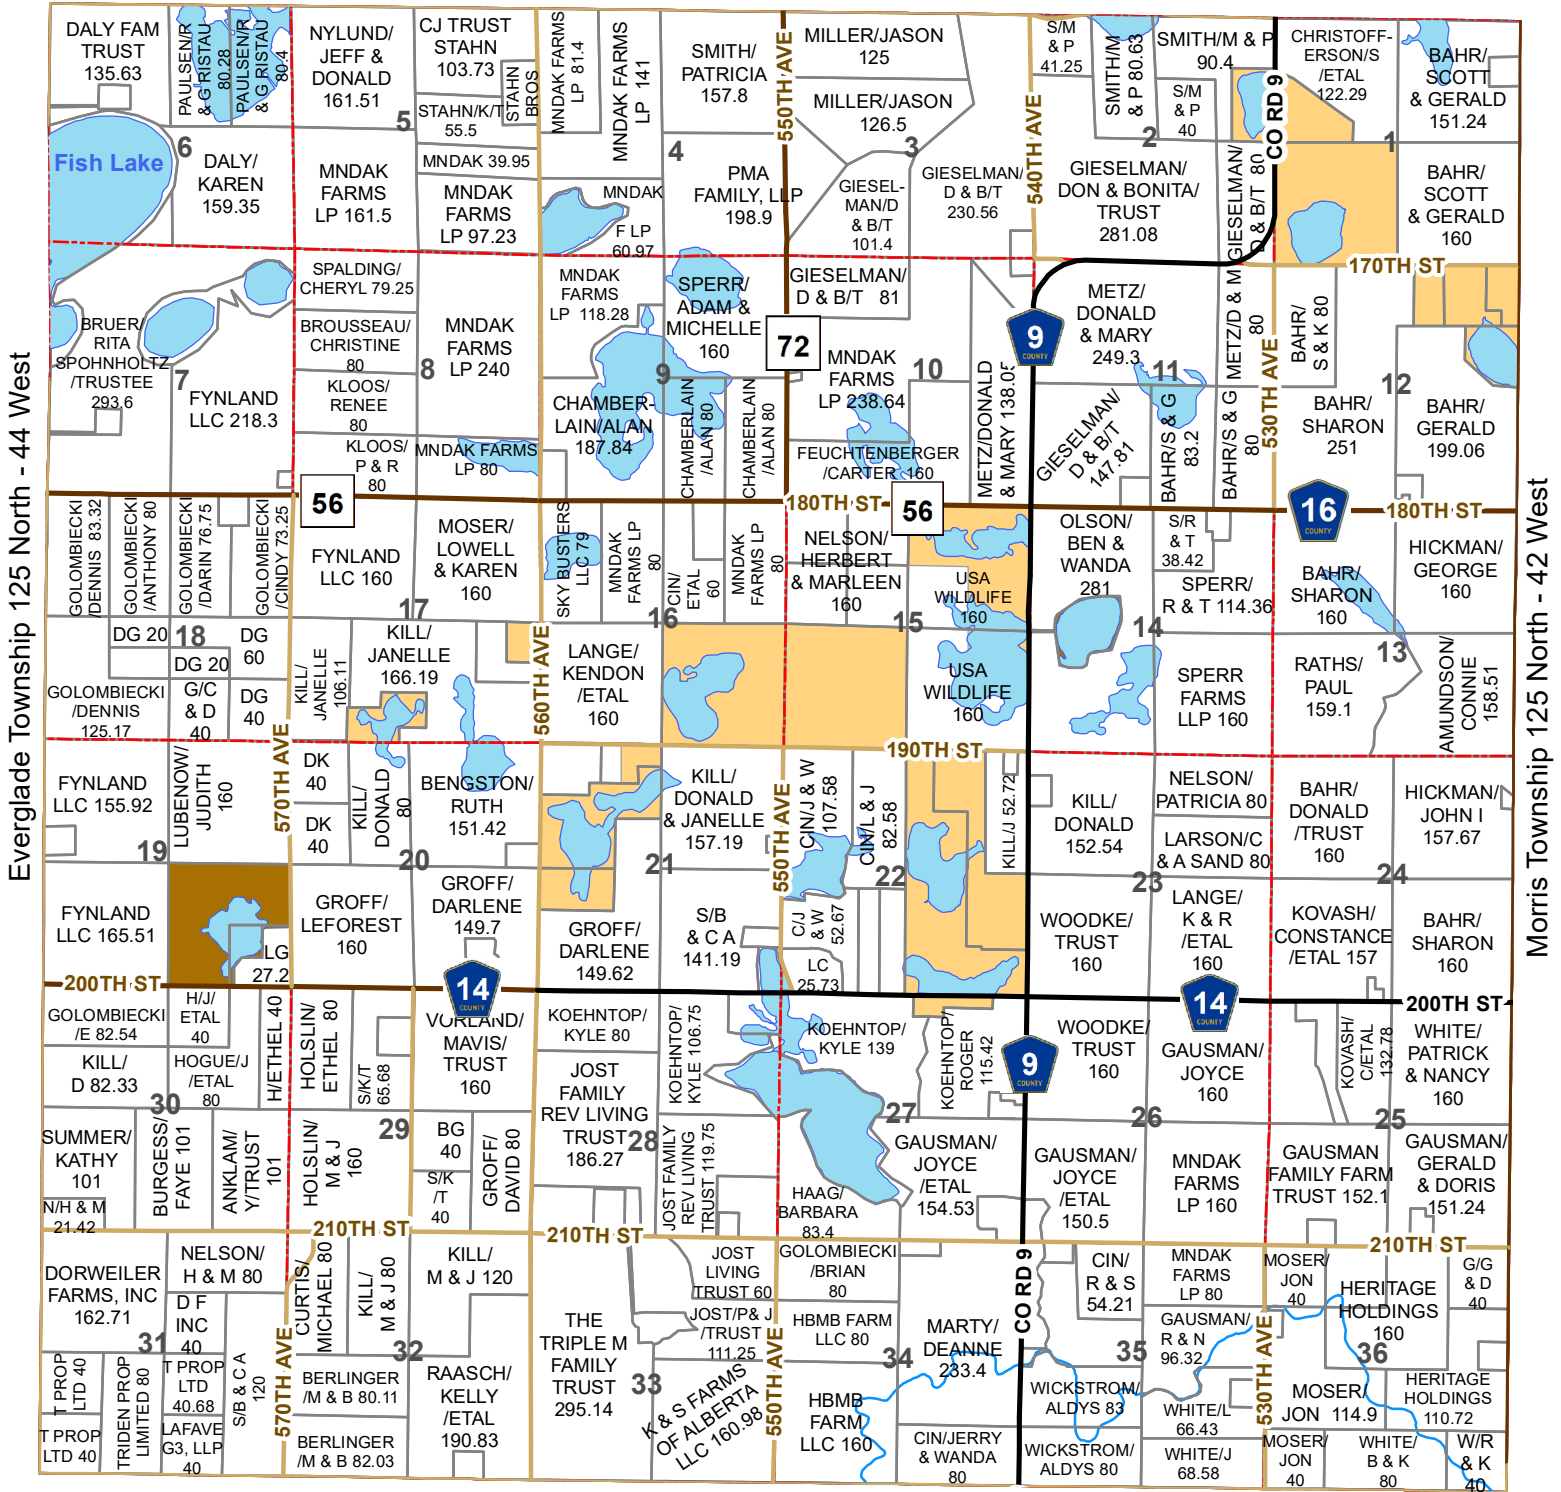 DALY FAM
TRUST
135.63
PAULSEN/R
& G RISTAU
80.28
PAULSEN/R
& G RISTAU
80.4
NYLUND/
JEFF &
DONALD
161.51
CJ TRUST
STAHN
103.73
STAHN
BROS
STAHN/K/T
55.5
5
MNDAK FARMS
LP 81.4
MNDAK FARMS
LP 141
SMITH/
PATRICIA
157.8
550TH AVE
MILLER/JASON
125
MILLER/JASON
126.5
540TH AVE
S/M
& P
41.25
SMITH/M
& P 80.63
SMITH/M & P
90.4
S/M
& P
40
CO RD 9
CHRISTOFF-
ERSON/S
/ETAL
122.29
BAHR/
SCOTT
& GERALD
151.24
Fish Lake
6
DALY/
KAREN
159.35
MNDAK
FARMS
LP 161.5
MNDAK 39.95
MNDAK
FARMS
LP 97.23
MNDAK
F LP
60.97
4
PMA
FAMILY, LLP
198.9
3
GIESEL-
MAN/D
& B/T
101.4
GIESELMAN/
D & B/T
230.56
2
GIESELMAN/
DON & BONITA/
TRUST
281.08
GIESELMAN/
D & B/T 80
1
BAHR/
SCOTT
& GERALD
160
170TH ST
BRUER/
RITA
SPOHNHOLTZ
/TRUSTEE
293.6
7
FYNLAND
LLC 218.3
SPALDING/
CHERYL 79.25
BROUSSEAU/
CHRISTINE
80
KLOOS/
RENEE
80
KLOOS/
P & R
80
8
MNDAK
FARMS
LP 240
MNDAK FARMS
LP 80
MNDAK
FARMS
LP 118.28
SPERR/
ADAM &
MICHELLE
160
9
CHAMBER-
LAIN/ALAN
187.84
CHAMBERLAIN
/ALAN 80
CHAMBERLAIN
/ALAN 80
72
GIESELMAN/
D & B/T 81
MNDAK
FARMS
LP 238.64
10
FEUCHTENBERGER
/CARTER 160
METZ/DONALD
& MARY 138.05
9
COUNTY
METZ/
DONALD
& MARY
249.3
11
GIESELMAN/
D & B/T
147.81
BAHR/S & G
83.2
METZ/D & M
80
BAHR/S & G
80
530TH AVE
BAHR/
S & K 80
12
BAHR/
SHARON
251
BAHR/
GERALD
199.06
Everglade Township 125 North - 44 West
Morris Township 125 North - 42 West
56
180TH ST
56
16
COUNTY
180TH ST
GOLOMBIECKI
/DENNIS 83.32
GOLOMBIECKI
/ANTHONY 80
GOLOMBIECKI
/DARIN 76.75
GOLOMBIECKI
/CINDY 73.25
FYNLAND
LLC 160
MOSER/
LOWELL
& KAREN
160
17
SKY BUSTERS
LLC 79
MNDAK
FARMS LP
80
CIN/
ETAL
60
MNDAK
FARMS LP
80
16
NELSON/
HERBERT
& MARLEEN
160
15
USA
WILDLIFE
160
OLSON/
BEN &
WANDA
281
S/R
& T
38.42
SPERR/
R & T 114.36
14
BAHR/
SHARON
160
HICKMAN/
GEORGE
160
13
DG 20
18
DG 20
DG
60
GOLOMBIECKI
/DENNIS
125.17
G/C
& D
40
DG
40
KILL/
JANELLE
106.11
KILL/
JANELLE
166.19
560TH AVE
LANGE/
KENDON
/ETAL
160
USA
WILDLIFE
160
SPERR
FARMS
LLP 160
RATHS/
PAUL
159.1
AMUNDSON/
CONNIE
158.51
190TH ST
FYNLAND
LLC 155.92
LUBENOW/
JUDITH
160
570TH AVE
DK
40
DK
40
KILL/
DONALD
80
BENGSTON/
RUTH
151.42
19
20
21
KILL/
DONALD
& JANELLE
157.19
550TH AVE
CIN/J & W
107.58
CIN/L & J
82.58
22
KILL/J 52.72
KILL/
DONALD
152.54
NELSON/
PATRICIA 80
LARSON/C
& A SAND 80
23
BAHR/
DONALD
/TRUST
160
HICKMAN/
JOHN I
157.67
24
FYNLAND
LLC 165.51
LG
27.2
GROFF/
LEFOREST
160
GROFF/
DARLENE
149.7
GROFF/
DARLENE
149.62
S/B
& C A
141.19
C/J
& W
52.67
LC
25.73
WOODKE/
TRUST
160
LANGE/
K & R
/ETAL
160
KOVASH/
CONSTANCE
/ETAL 157
BAHR/
SHARON
160
200TH ST
14
COUNTY
14
COUNTY
200TH ST
GOLOMBIECKI
/E 82.54
KILL/
D 82.33
H/J/
ETAL
40
HOGUE/J
/ETAL
80
H/ETHEL 40
30
HOLSLIN/
ETHEL 80
S/K/T
65.68
VORLAND/
MAVIS/
TRUST
160
29
KOEHNTOP/
KYLE 80
JOST
FAMILY
REV LIVING
TRUST
186.27
28
KOEHNTOP/
KYLE 106.75
KOEHNTOP/
KYLE 139
27
KOEHNTOP/
ROGER
115.42
9
COUNTY
WOODKE/
TRUST
160
GAUSMAN/
JOYCE
160
26
KOVASH/
C/ETAL
132.78
WHITE/
PATRICK
& NANCY
160
25
SUMMER/
KATHY
101
N/H & M
21.42
BURGESS/
FAYE 101
ANKLAM/
Y/TRUST
101
HOLSLIN/
M & J
160
BG
40
S/K
/T
40
GROFF/
DAVID 80
JOST FAMILY
REV LIVING
TRUST 119.75
HAAG/
BARBARA
83.4
GAUSMAN/
JOYCE
/ETAL
154.53
GAUSMAN/
JOYCE
/ETAL
150.5
MNDAK
FARMS
LP 160
GAUSMAN
FAMILY FARM
TRUST 152.1
GAUSMAN/
GERALD
& DORIS
151.24
210TH ST
210TH ST
210TH ST
DORWEILER
FARMS, INC
162.71
NELSON/
H & M 80
D F
INC
40
31
CURTIS/
MICHAEL 80
KILL/
M & J 80
KILL/
M & J 120
32
THE
TRIPLE M
FAMILY
TRUST
295.14
33
JOST
LIVING
TRUST 60
JOST/P& J
/TRUST
111.25
GOLOMBIECKI
/BRIAN
80
HBMB FARM
LLC 80
34
MARTY/
DEANNE
233.4
CO RD 9
CIN/
R & S
54.21
MNDAK
FARMS
LP 80
GAUSMAN/
R & N
96.32
35
MOSER/
JON
40
HERITAGE
HOLDINGS
160
G/G
& D
40
36
T PROP
LTD 40
T PROP
LTD 40
TRIDEN PROP
LIMITED 80
T PROP
LTD
40.68
LAFAVE
G3, LLP
40
S/B & C A
120
570TH AVE
BERLINGER
/M & B 80.11
BERLINGER
/M & B 82.03
RAASCH/
KELLY
/ETAL
190.83
K & S FARMS
OF ALBERTA
LLC 160.98
550TH AVE
HBMB
FARM
LLC 160
CIN/JERRY
& WANDA
80
WICKSTROM/
ALDYS 83
WICKSTROM/
ALDYS 80
WHITE/L
66.43
WHITE/J
68.58
530TH AVE
MOSER/
JON 114.9
MOSER/
JON
40
WHITE/
B & K
80
HERITAGE
HOLDINGS
110.72
W/R
& K
40